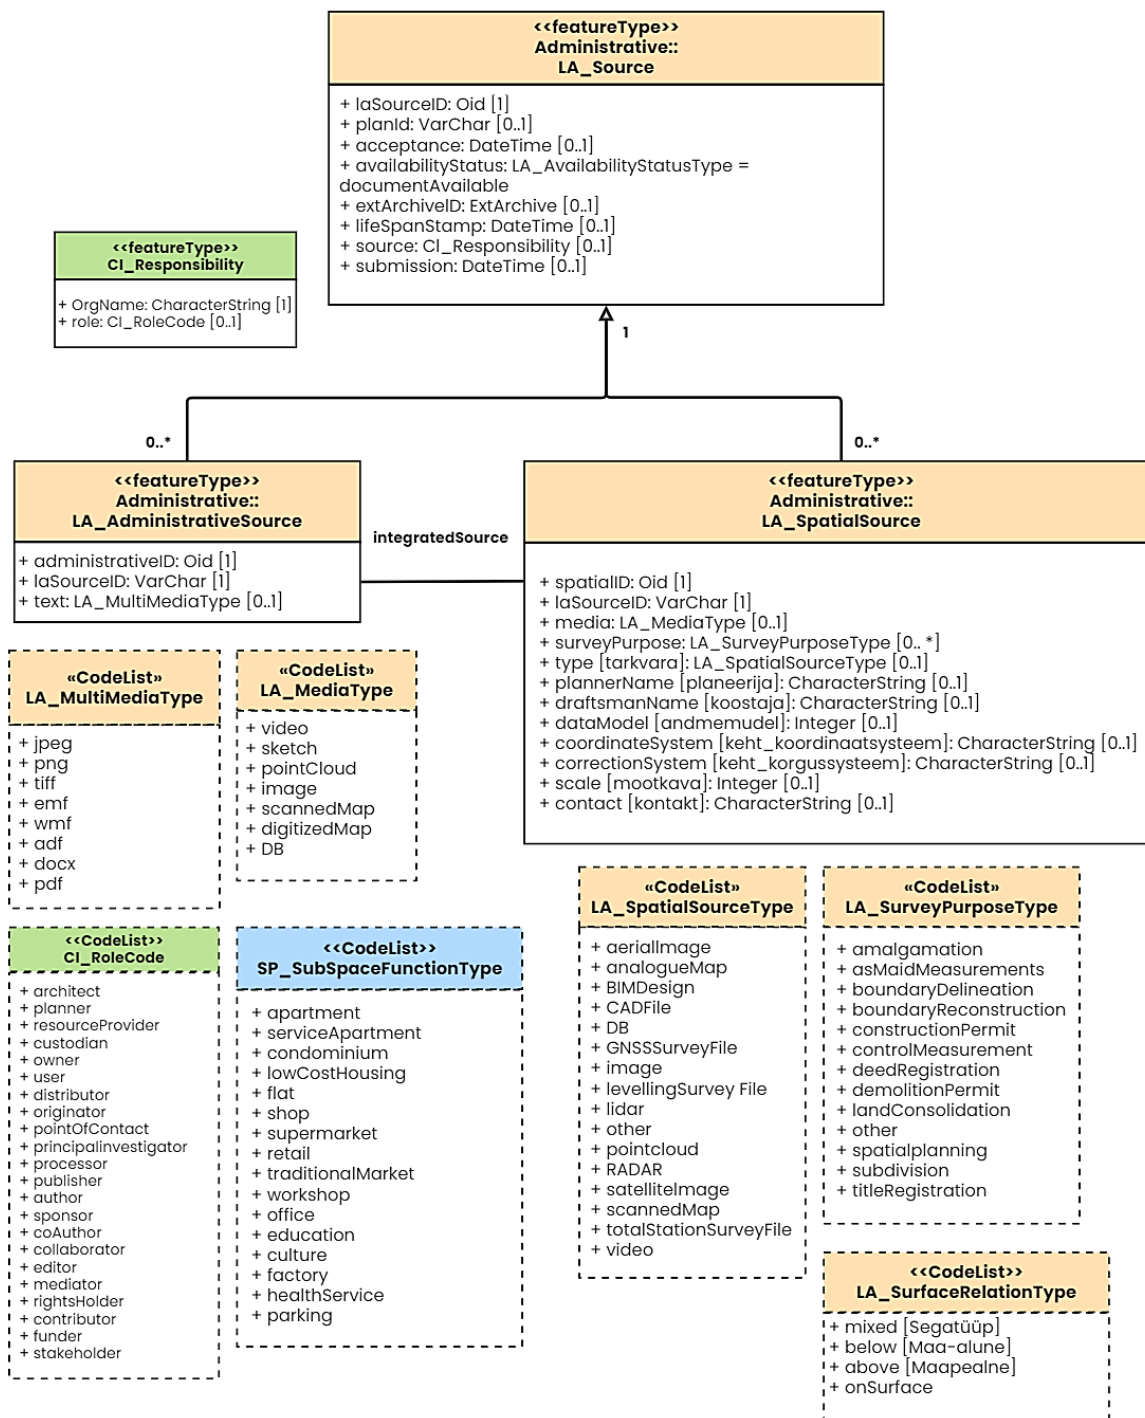 <<featureType>>
Administrative::
LA_Source
+ laSourceID: Oid [1]
+ planId: VarChar [0..1]
+ acceptance: DateTime [0..1]
+ availabilityStatus: LA_AvailabilityStatusType =
documentAvailable
+ extArchiveID: ExtArchive [0..1]
+ lifeSpanStamp: DateTime [0..1]
+ source: CI_Responsibility [0..1]
+ submission: DateTime [0..1]
<<featureType>>
CI_Responsibility
+ OrgName: CharacterString [1]
+ role: CI_RoleCode [0..1]
1
0..*
0..*
<<featureType>>
Administrative::
LA_AdministrativeSource
+ administrativeID: Oid [1]
+ laSourceID: VarChar [1]
+ text: LA_MultiMediaType [0..1]
integratedSource
<<featureType>>
Administrative::
LA_SpatialSource
+ spatialID: Oid [1]
+ laSourceID: VarChar [1]
+ media: LA_MediaType [0..1]
+ surveyPurpose: LA_SurveyPurposeType [0.. *]
+ type [tarkvara]: LA_SpatialSourceType [0..1]
+ plannerName [planeerija]: CharacterString [0..1]
+ draftsmanName [koostaja]: CharacterString [0..1]
+ dataModel [andmemudel]: Integer [0..1]
+ coordinateSystem [keht_koordinaatsysteem]: CharacterString [0..1]
+ correctionSystem [keht_korgussysteem]: CharacterString [0..1]
+ scale [mootkava]: Integer [0..1]
+ contact [kontakt]: CharacterString [0..1]
«CodeList»
LA_MultiMediaType
+ jpeg
+ png
+ tiff
+ emf
+ wmf
+ adf
+ docx
+ pdf
«CodeList»
LA_MediaType
+ video
+ sketch
+ pointCloud
+ image
+ scannedMap
+ digitizedMap
+ DB
<<CodeList>>
CI_RoleCode
+ architect
+ planner
+ resourceProvider
+ custodian
+ owner
+ user
+ distributor
+ originator
+ pointOfContact
+ principalinvestigator
+ processor
+ publisher
+ author
+ sponsor
+ coAuthor
+ collaborator
+ editor
+ mediator
+ rightsHolder
+ contributor
+ funder
+ stakeholder
<<CodeList>>
SP_SubSpaceFunctionType
+ apartment
+ serviceApartment
+ condominium
+ lowCostHousing
+ flat
+ shop
+ supermarket
+ retail
+ traditionalMarket
+ workshop
+ office
+ education
+ culture
+ factory
+ healthService
+ parking
«CodeList»
LA_SpatialSourceType
+ aerialImage
+ analogueMap
+ BIMDesign
+ CADFile
+ DB
+ GNSSSurveyFile
+ image
+ levellingSurvey File
+ lidar
+ other
+ pointcloud
+ RADAR
+ satelliteImage
+ scannedMap
+ totalStationSurveyFile
+ video
«CodeList»
LA_SurveyPurposeType
+ amalgamation
+ asMaidMeasurements
+ boundaryDelineation
+ boundaryReconstruction
+ constructionPermit
+ controlMeasurement
+ deedRegistration
+ demolitionPermit
+ landConsolidation
+ other
+ spatialplanning
+ subdivision
+ titleRegistration
<<CodeList>>
LA_SurfaceRelationType
+ mixed [Segatüüp]
+ below [Maa-alune]
+ above [Maapealne]
+ onSurface